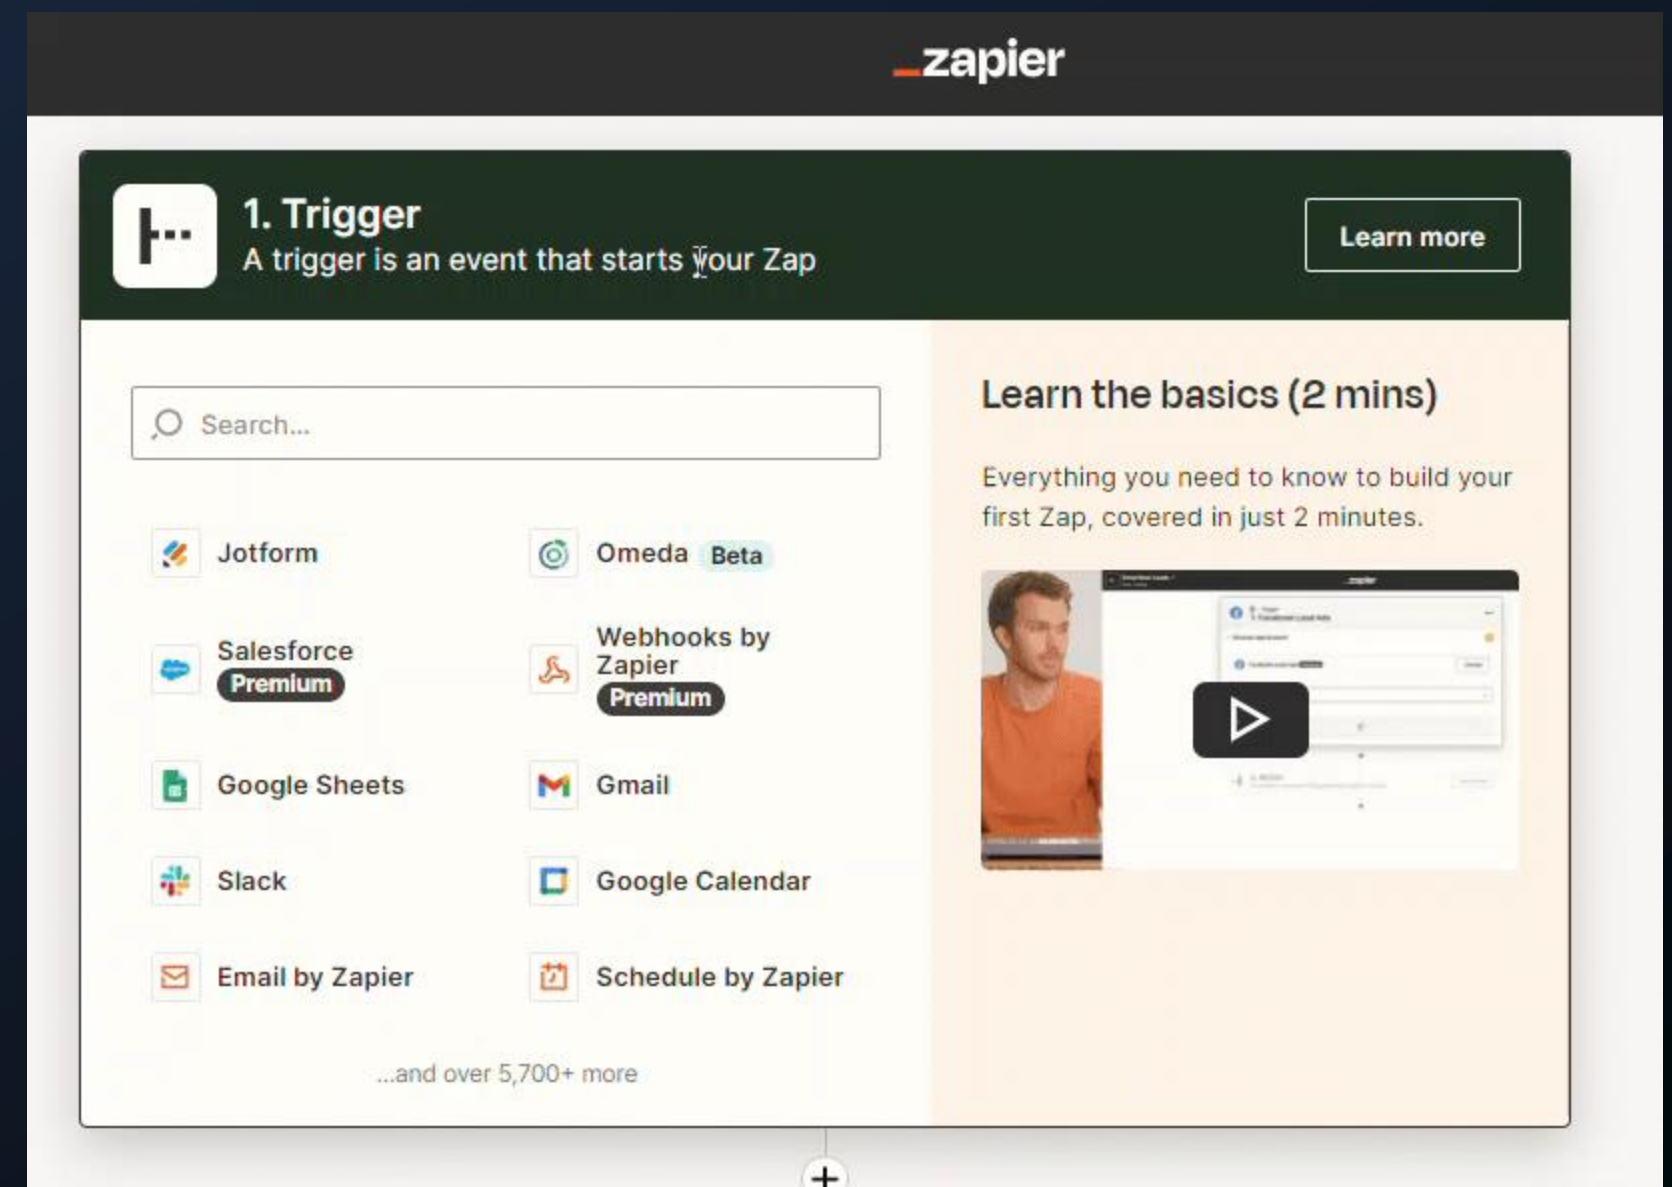 zapier
1. Trigger
A trigger is an event that starts your Zap
Learn more
Search...
Jotform
Omeda Beta
Salesforce
Premium
Webhooks by
Zapier
Premium
Google Sheets
Gmail
Slack
Google Calendar
Email by Zapier
Schedule by Zapier
...and over 5,700+ more
Learn the basics (2 mins)
Everything you need to know to build your
first Zap, covered in just 2 minutes.
zapier